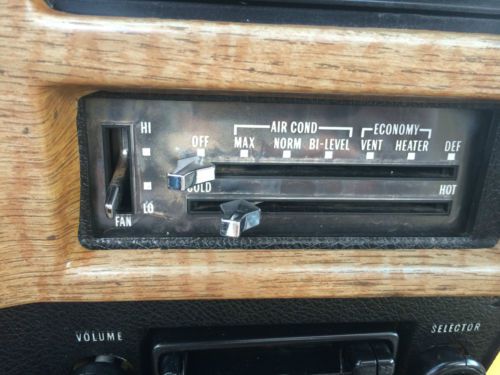 HI
AIR COND
ECONOMY
OFF
MAX NORM BI-LEVEL VENT HEATER DEF
COLD HOT
LO
FAN
VOLUME SELECTOR